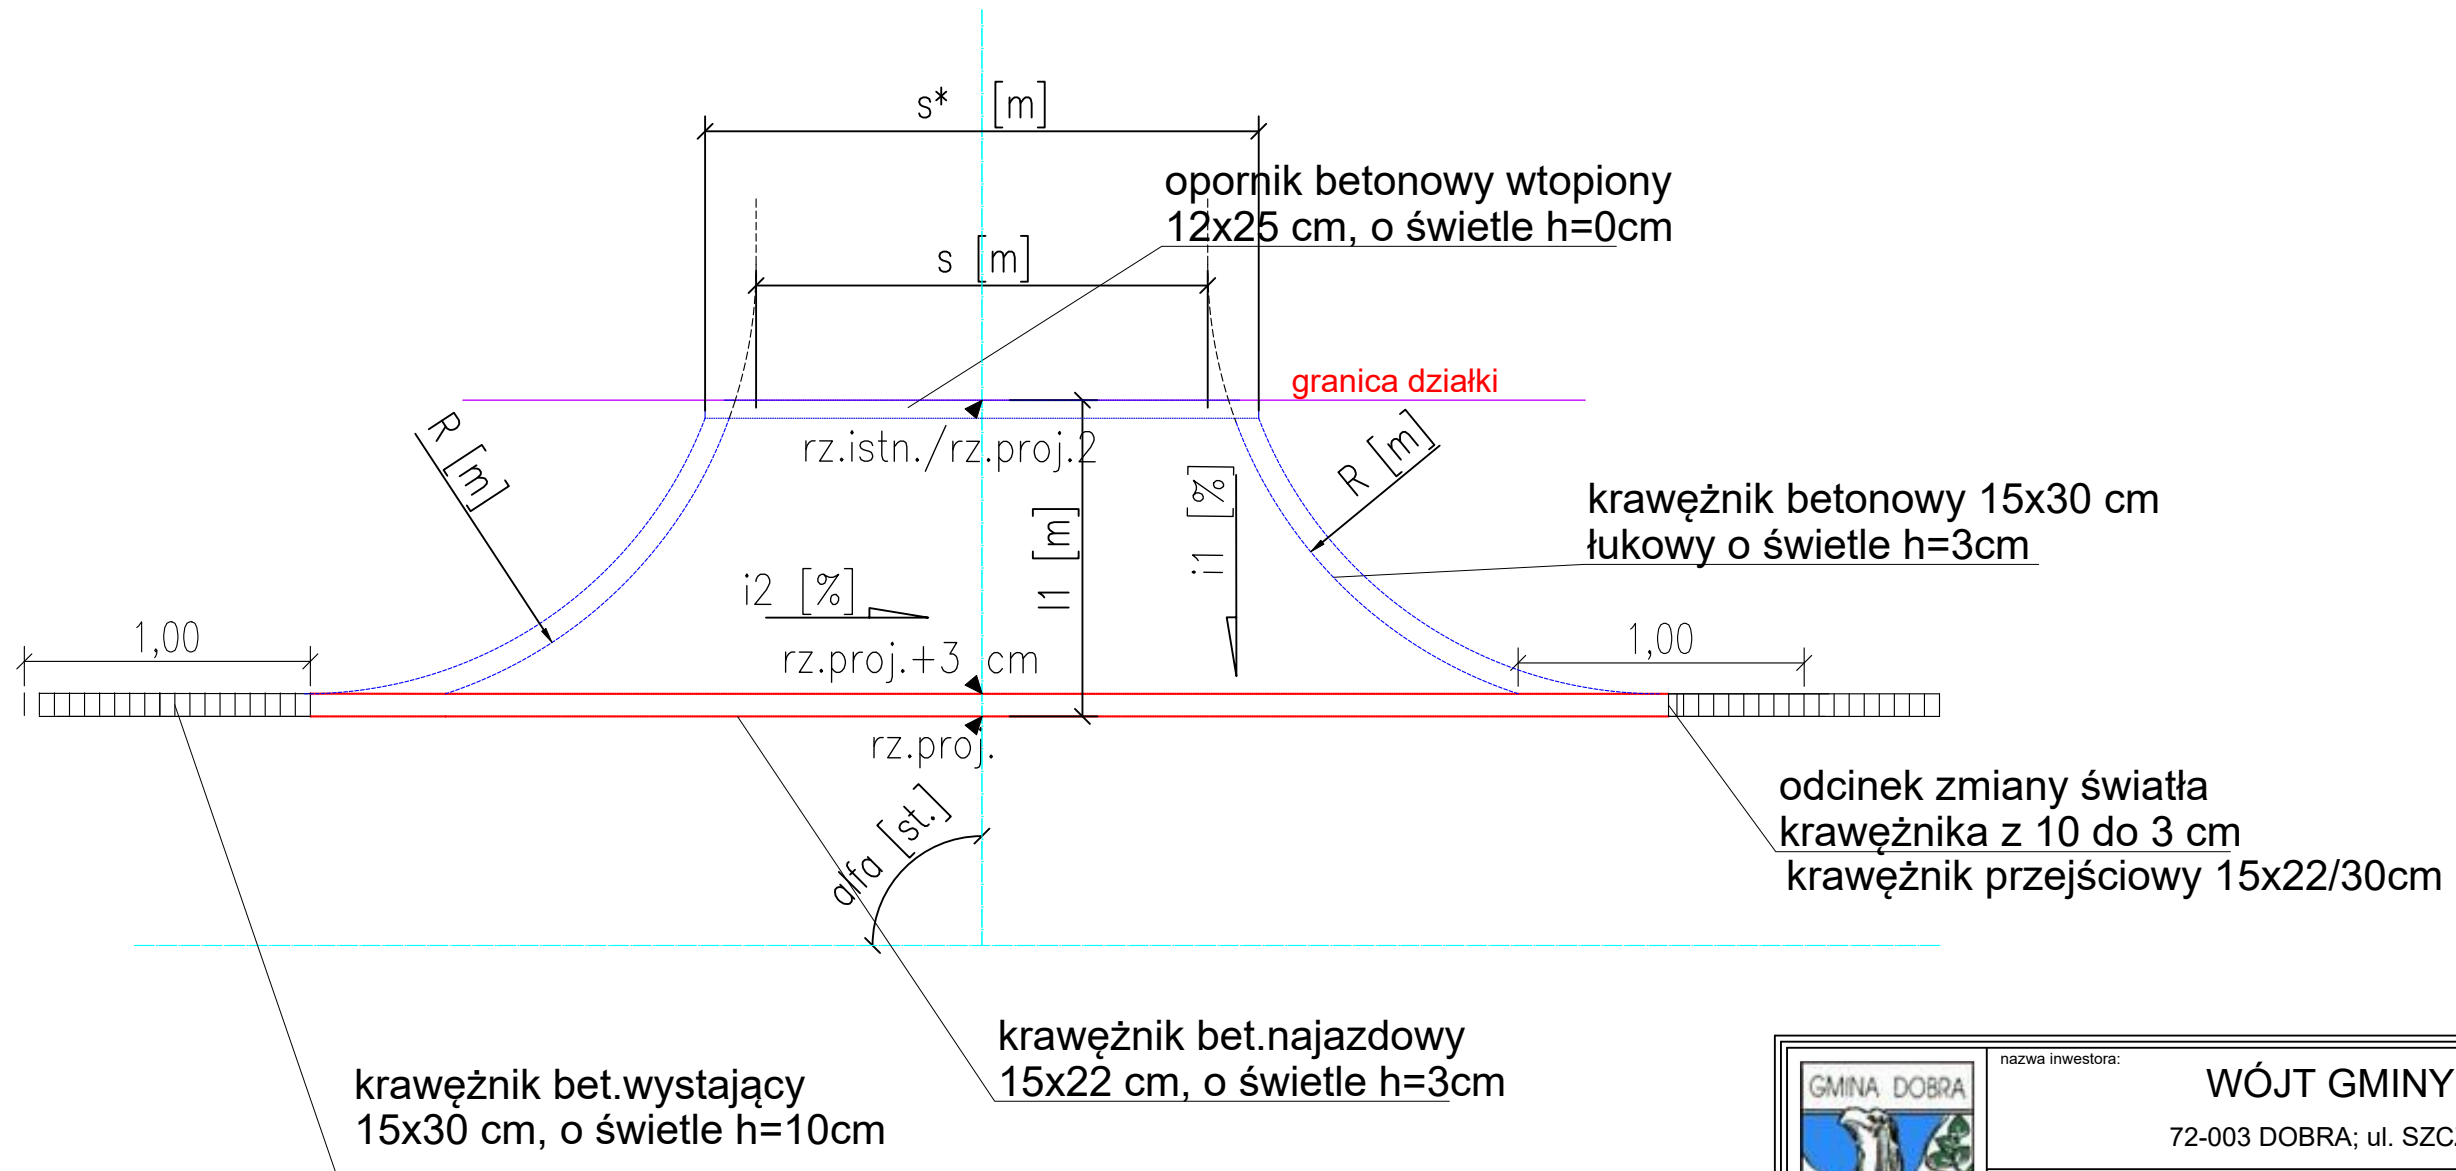 s* [m]
opornik betonowy wtopiony
12x25 cm, o świetle h=0cm
s [m]
granica działki
R [m]
rz.istn./rz.proj.2
R [m]
i1 [%]
l1 [m]
krawężnik betonowy 15x30 cm
łukowy o świetle h=3cm
i2 [%]
1,00
rz.proj.+3 cm
1,00
rz.proj.
alfa [st.]
odcinek zmiany światła
krawężnika z 10 do 3 cm
krawężnik przejściowy 15x22/30cm
krawężnik bet.najazdowy
15x22 cm, o świetle h=3cm
krawężnik bet.wystający
15x30 cm, o świetle h=10cm
GMINA DOBRA
nazwa inwestora:
WÓJT GMINY
72-003 DOBRA; ul.